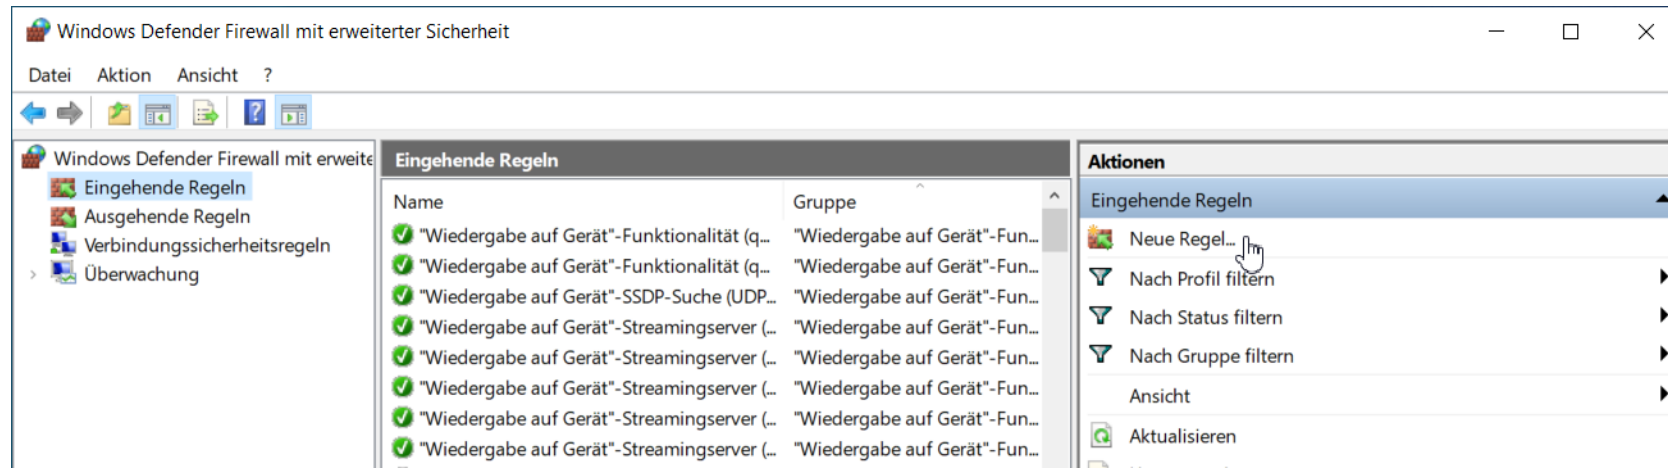 Windows Defender Firewall mit erweiterter Sicherheit
Datei Aktion Ansicht ?
Windows Defender Firewall mit erweite
Eingehende Regeln
Ausgehende Regeln
Verbindungssicherheitsregeln
Überwachung
Eingehende Regeln
Name Gruppe
"Wiedergabe auf Gerät"-Funktionalität (q... "Wiedergabe auf Gerät"-Fun...
"Wiedergabe auf Gerät"-Funktionalität (q... "Wiedergabe auf Gerät"-Fun...
"Wiedergabe auf Gerät"-SSDP-Suche (UDP... "Wiedergabe auf Gerät"-Fun...
"Wiedergabe auf Gerät"-Streamingserver (... "Wiedergabe auf Gerät"-Fun...
"Wiedergabe auf Gerät"-Streamingserver (... "Wiedergabe auf Gerät"-Fun...
"Wiedergabe auf Gerät"-Streamingserver (... "Wiedergabe auf Gerät"-Fun...
"Wiedergabe auf Gerät"-Streamingserver (... "Wiedergabe auf Gerät"-Fun...
"Wiedergabe auf Gerät"-Streamingserver (... "Wiedergabe auf Gerät"-Fun...
Aktionen
Eingehende Regeln
Neue Regel...
Nach Profil filtern
Nach Status filtern
Nach Gruppe filtern
Ansicht
Aktualisieren